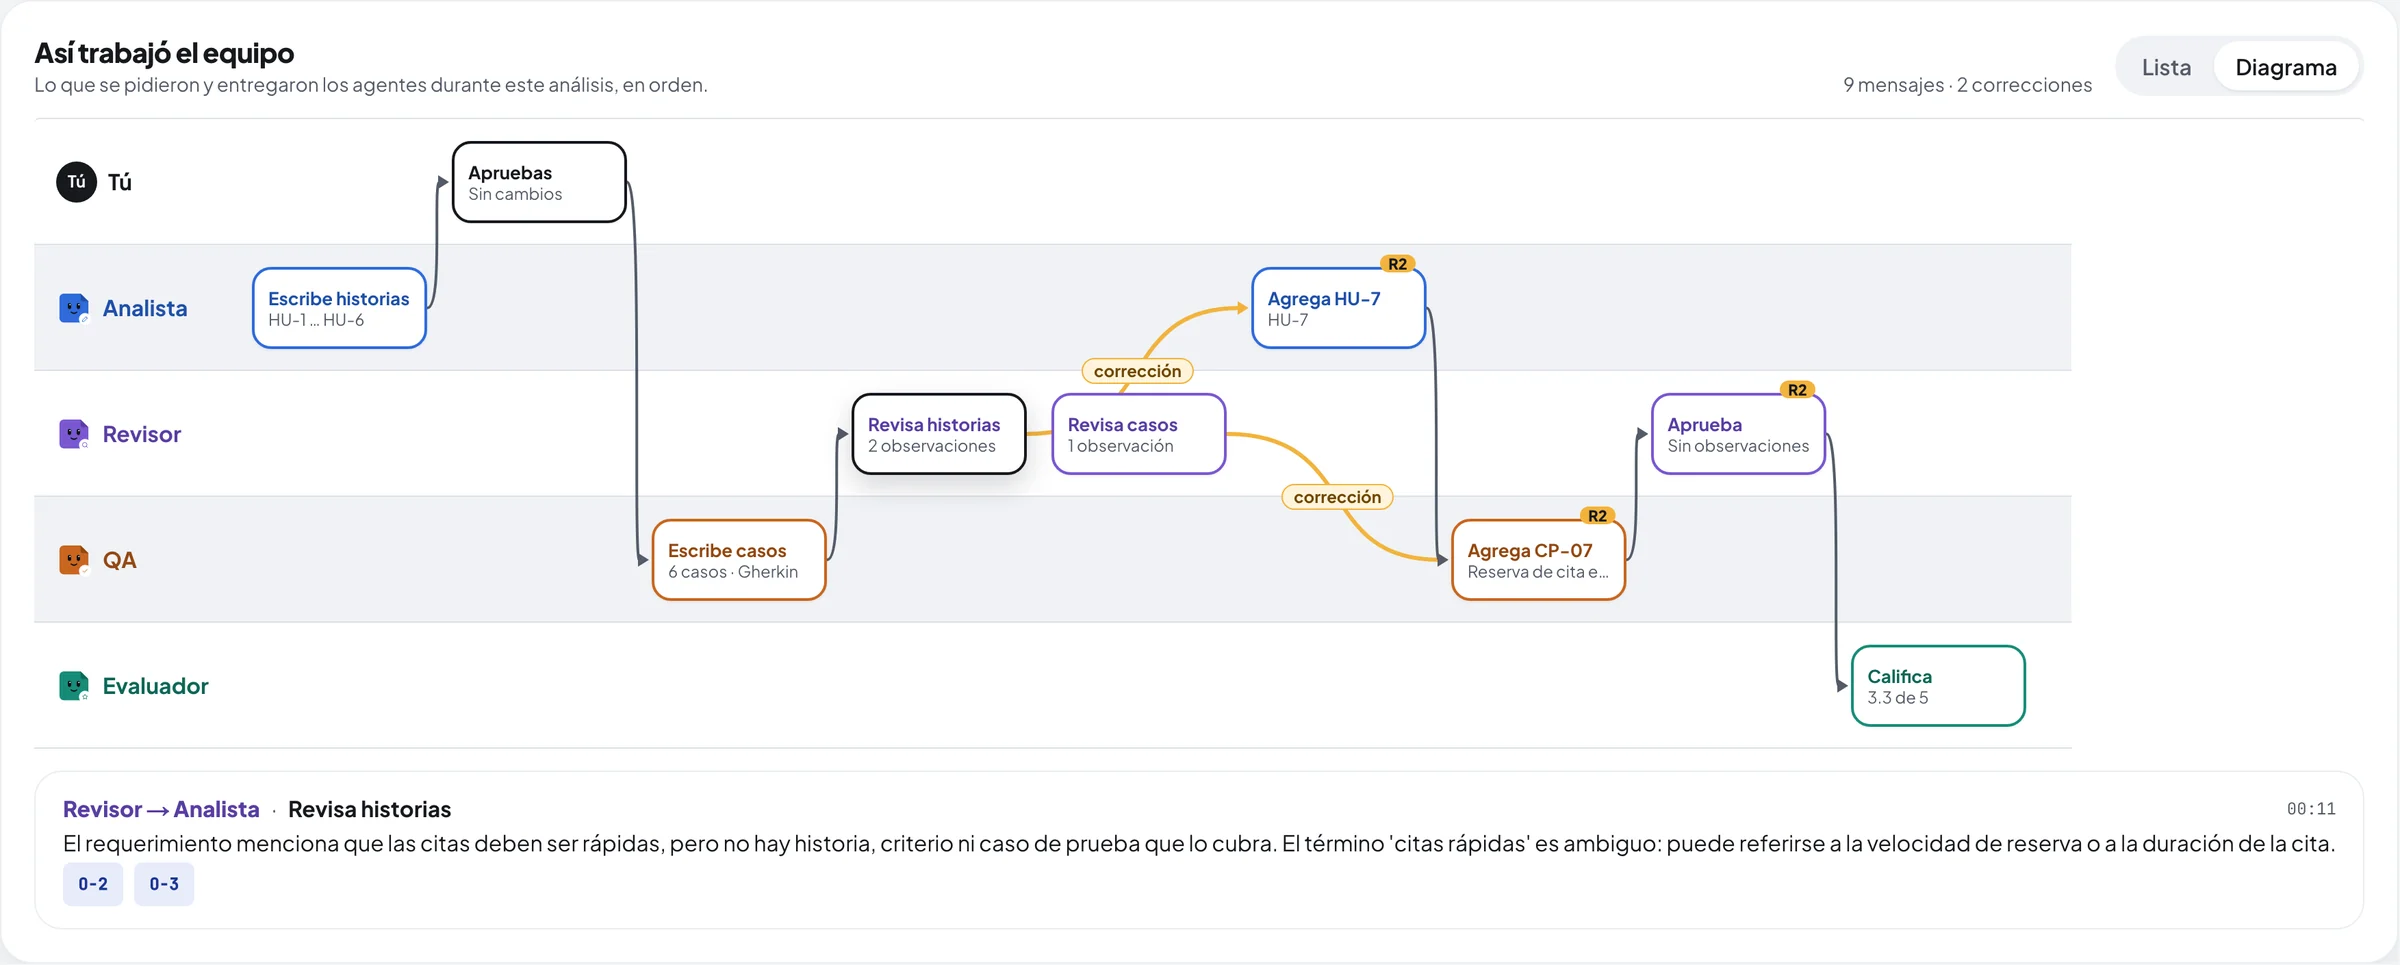 Así trabajó el equipo
Lo que se pidieron y entregaron los agentes durante este análisis, en orden.
9 mensajes · 2 correcciones
Lista
Diagrama
Tú
Tú
Apruebas
Sin cambios
Analista
Escribe historias
HU-1 ... HU-6
R2
Agrega HU-7
HU-7
corrección
Revisor
Revisa historias
2 observaciones
Revisa casos
1 observación
R2
Aprueba
Sin observaciones
corrección
QA
Escribe casos
6 casos · Gherkin
R2
Agrega CP-07
Reserva de cita e...
Evaluador
Califica
3.3 de 5
Revisor → Analista · Revisa historias
00:11
El requerimiento menciona que las citas deben ser rápidas, pero no hay historia, criterio ni caso de prueba que lo cubra. El término 'citas rápidas' es ambiguo: puede referirse a la velocidad de reserva o a la duración de la cita.
O-2
O-3